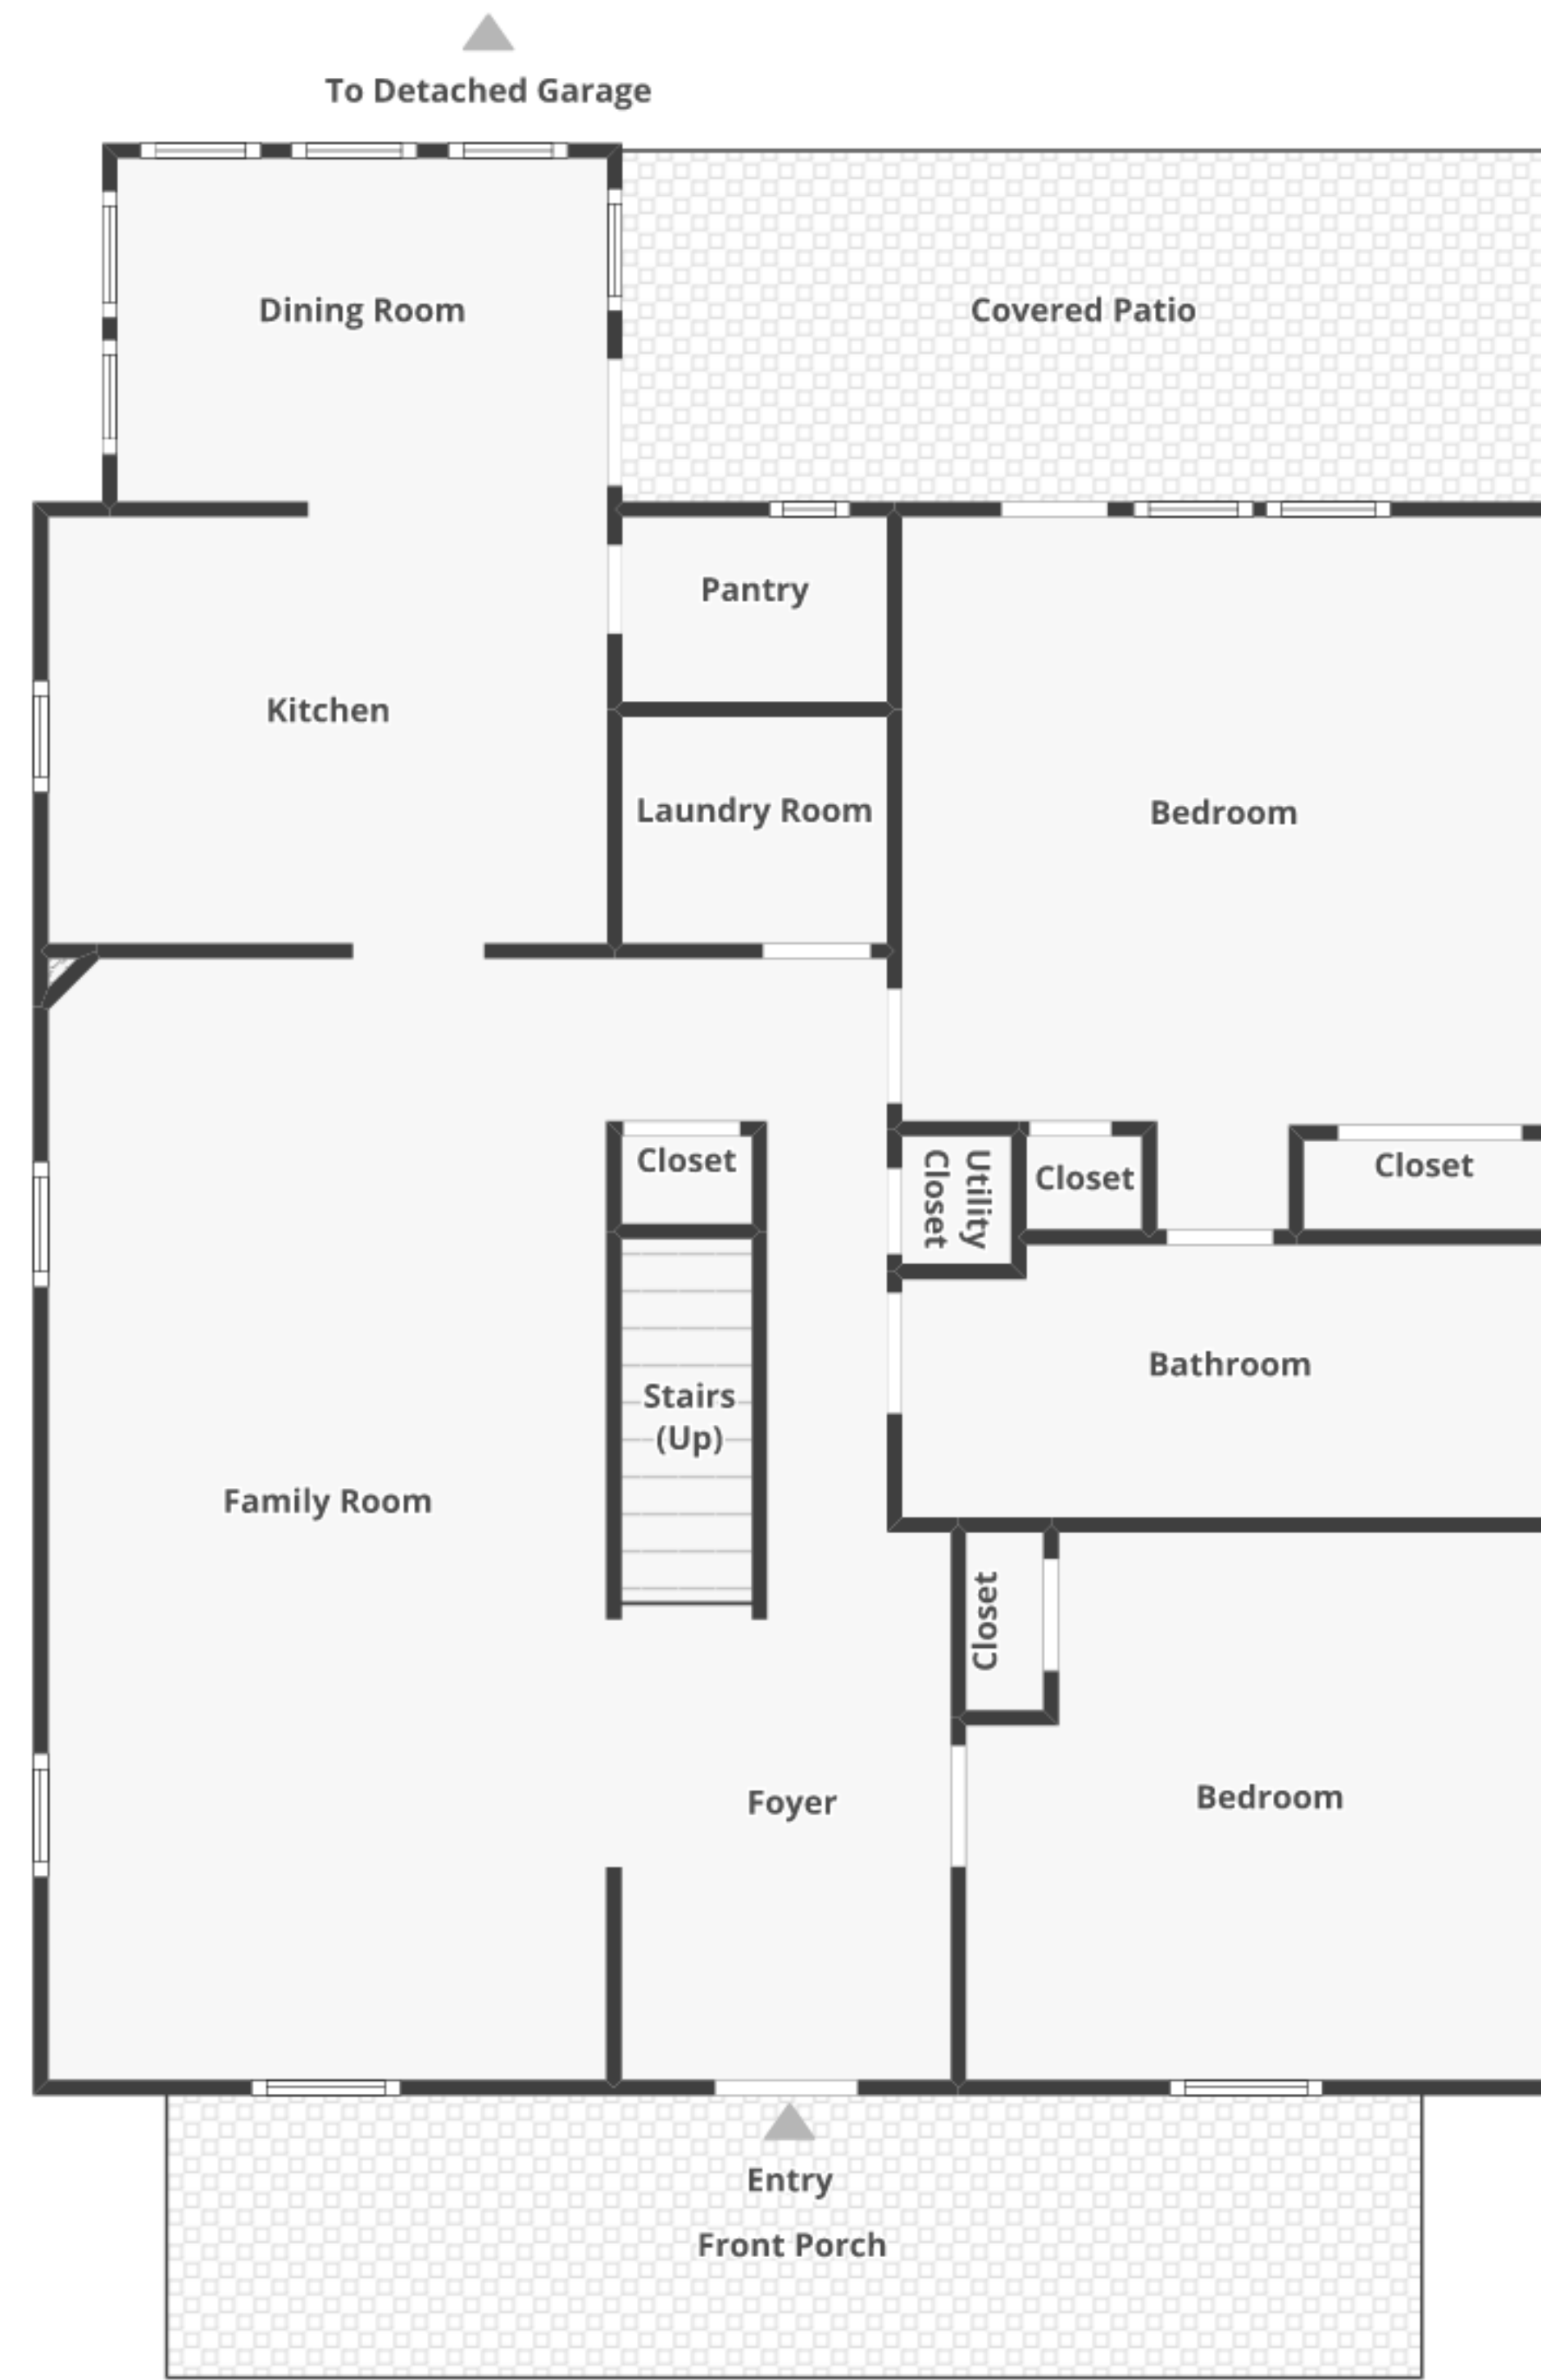 To Detached Garage
Dining Room
Covered Patio
Pantry
Kitchen
Laundry Room
Bedroom
Closet
Utility
Closet
Closet
Closet
Bathroom
Stairs
(Up)
Family Room
Closet
Foyer
Bedroom
Entry
Front Porch